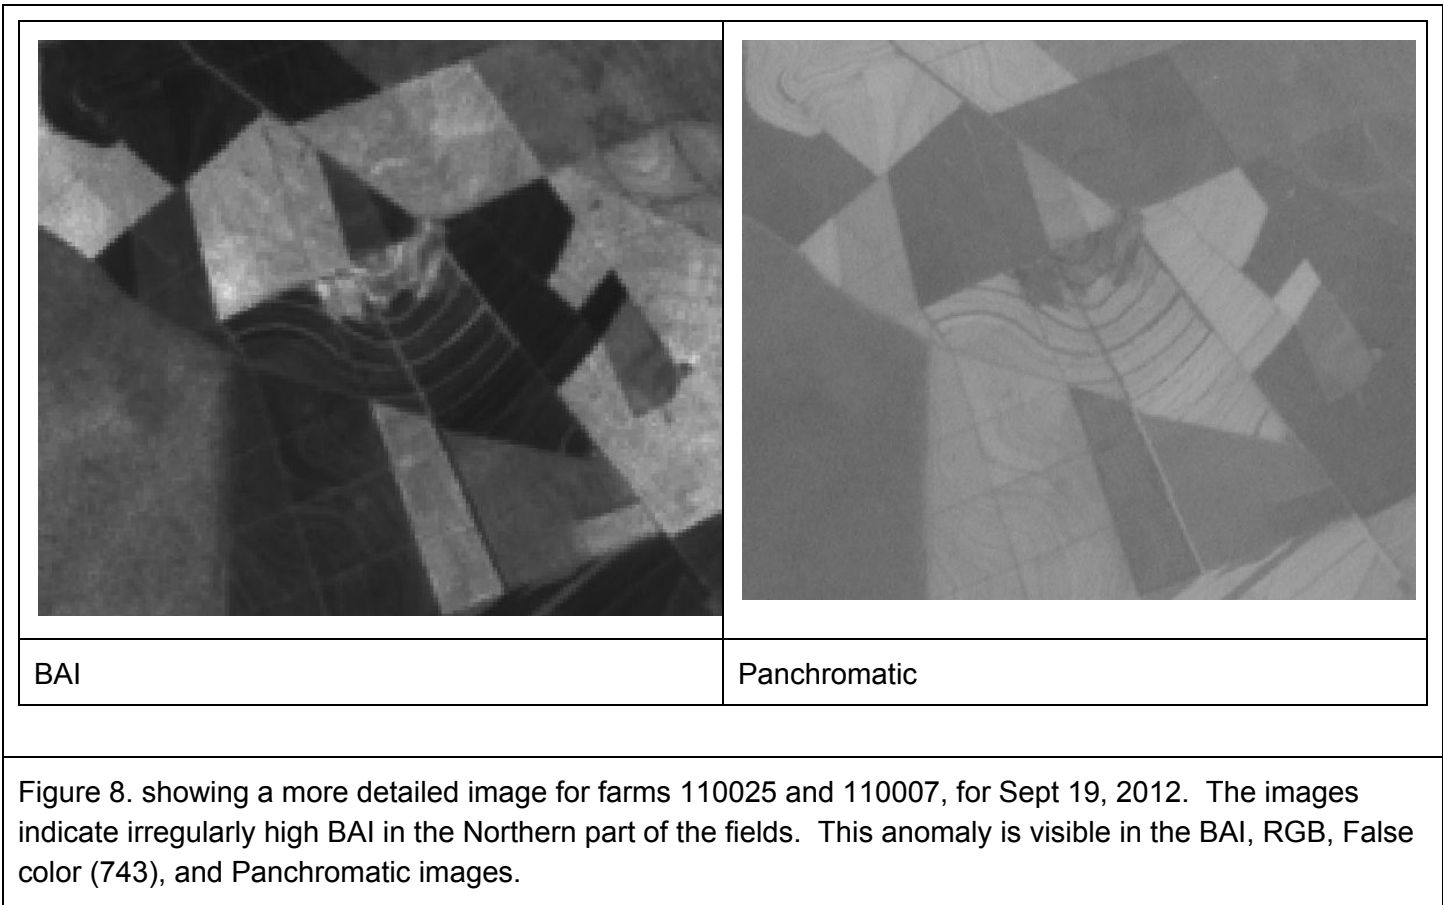 BAI
Panchromatic
Figure 8. showing a more detailed image for farms 110025 and 110007, for Sept 19, 2012.  The images
indicate irregularly high BAI in the Northern part of the fields.  This anomaly is visible in the BAI, RGB, False
color (743), and Panchromatic images.